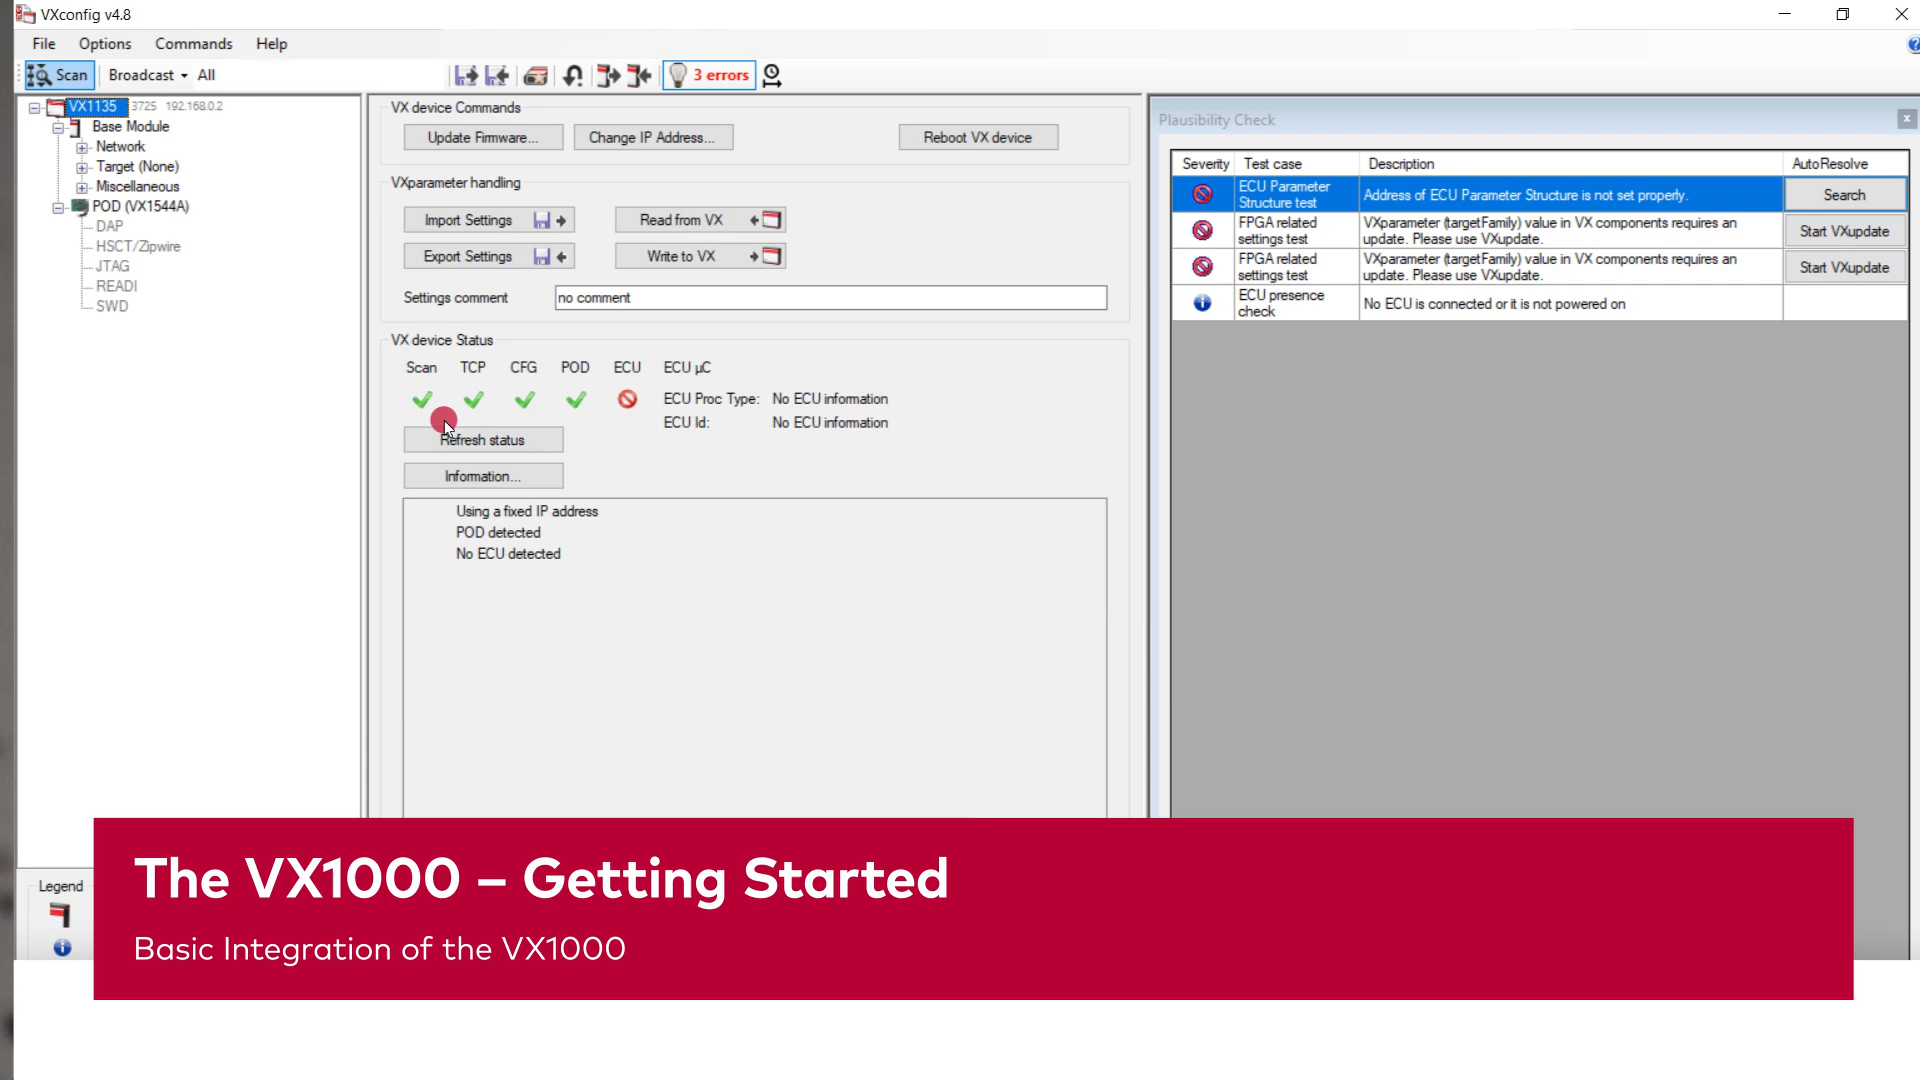 VXconfig v4.8
File Options Commands Help
Scan Broadcast All 3 errors
VX1135 3725 192.168.0.2
Base Module
Network
Target (None)
Miscellaneous
POD (VX1544A)
DAP
HSCT/Zipwire
JTAG
READI
SWD
VX device Commands
Update Firmware... Change IP Address... Reboot VX device
VXparameter handling
Import Settings Read from VX
Export Settings Write to VX
Settings comment no comment
VX device Status
Scan TCP CFG POD ECU ECU µC
ECU Proc Type: No ECU information
ECU Id: No ECU information
Refresh status
Information...
Using a fixed IP address
POD detected
No ECU detected
Plausibility Check
Severity Test case Description AutoResolve
ECU Parameter
Structure test
Address of ECU Parameter Structure is not set properly.
Search
FPGA related
settings test
VXparameter (targetFamily) value in VX components requires an
update. Please use VXupdate.
Start VXupdate
FPGA related
settings test
VXparameter (targetFamily) value in VX components requires an
update. Please use VXupdate.
Start VXupdate
ECU presence
check
No ECU is connected or it is not powered on
Legend
The VX1000 – Getting Started
Basic Integration of the VX1000